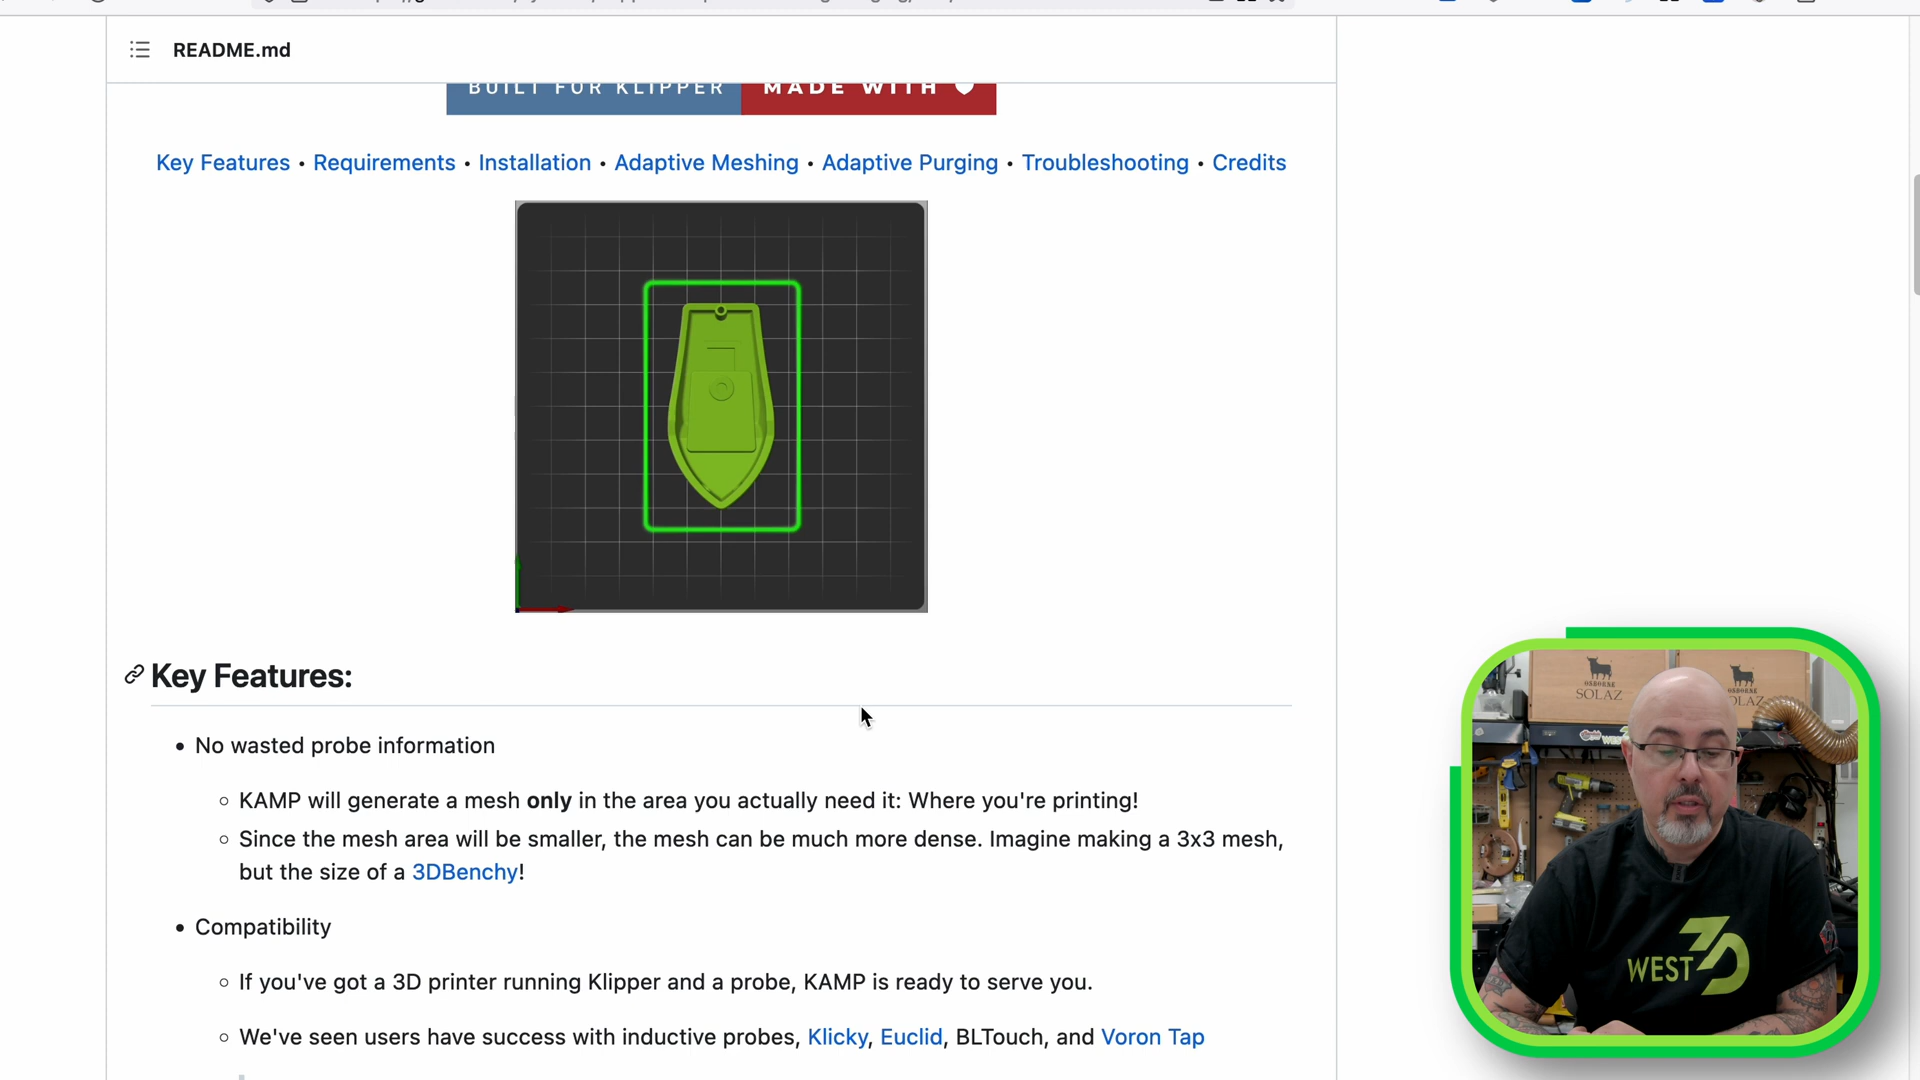 README.md
BUILT FOR KLIPPER MADE WITH
Key Features • Requirements • Installation • Adaptive Meshing • Adaptive Purging • Troubleshooting • Credits
Key Features:
• No wasted probe information
○ KAMP will generate a mesh only in the area you actually need it: Where you're printing!
○ Since the mesh area will be smaller, the mesh can be much more dense. Imagine making a 3x3 mesh,
but the size of a 3DBenchy!
• Compatibility
○ If you've got a 3D printer running Klipper and a probe, KAMP is ready to serve you.
○ We've seen users have success with inductive probes, Klicky, Euclid, BLTouch, and Voron Tap
OSBORNE
SOLAZ
OSBORNE
OLAZ
WEST3D